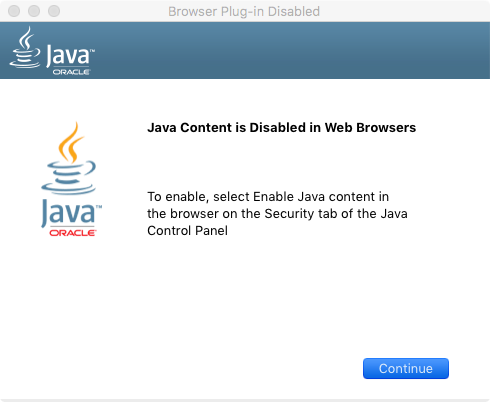 Browser Plug-in Disabled
Java™
ORACLE
Java Content is Disabled in Web Browsers
Java™
ORACLE
To enable, select Enable Java content in
the browser on the Security tab of the Java
Control Panel
Continue